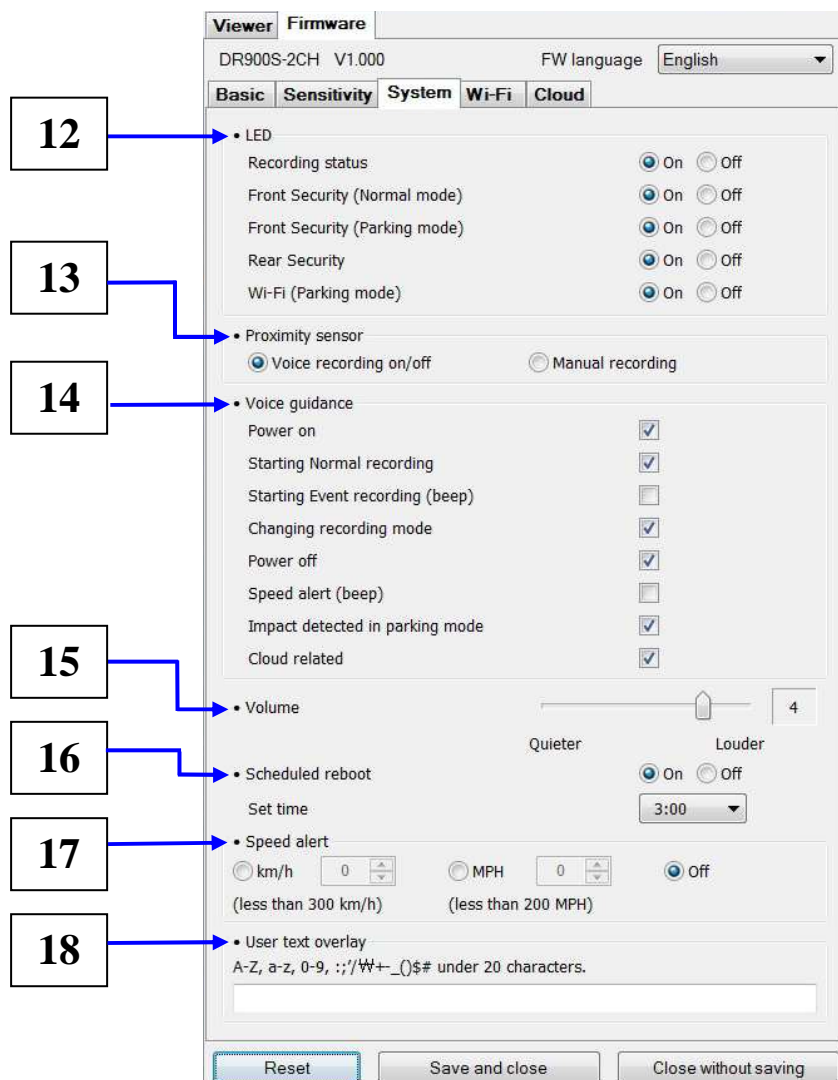 Viewer Firmware
DR900S-2CH V1.000 FW language English
Basic Sensitivity System Wi-Fi Cloud
12
• LED
Recording status On Off
Front Security (Normal mode) On Off
Front Security (Parking mode) On Off
Rear Security On Off
13
Wi-Fi (Parking mode) On Off
• Proximity sensor
Voice recording on/off Manual recording
14
• Voice guidance
Power on
Starting Normal recording
Starting Event recording (beep)
Changing recording mode
Power off
Speed alert (beep)
Impact detected in parking mode
15
Cloud related
• Volume 4
Quieter Louder
16
• Scheduled reboot On Off
Set time 3:00
17
• Speed alert
km/h 0 MPH 0 Off
(less than 300 km/h) (less than 200 MPH)
18
• User text overlay
A-Z, a-z, 0-9, :;'/₩+-_()$# under 20 characters.
Reset Save and close Close without saving